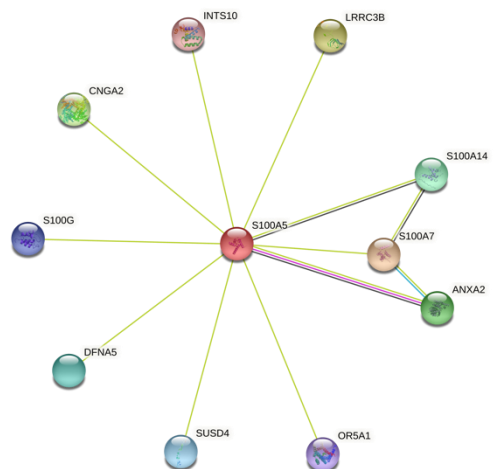 INTS10
LRRC3B
CNGA2
S100A14
S100G
S100A5
S100A7
ANXA2
DFNA5
SUSD4
OR5A1